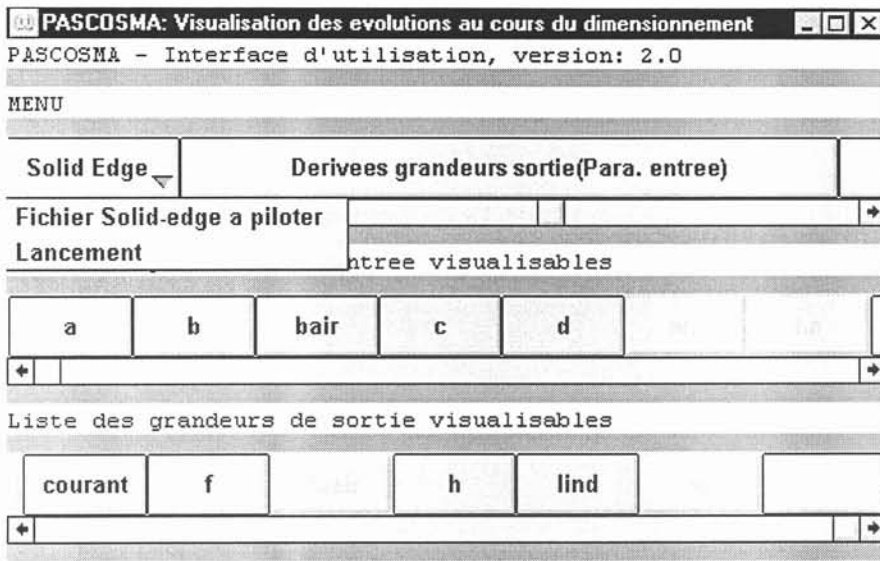 PASCOSMA: Visualisation des evolutions au cours du dimensionnement
PASCOSMA - Interface d'utilisation, version: 2.0
MENU
Solid Edge Derivees grandeurs sortie(Para. entree)
Fichier Solid-edge a piloter
Lancement
ntree visualisables
a b bair c d
Liste des grandeurs de sortie visualisables
courant f h lind